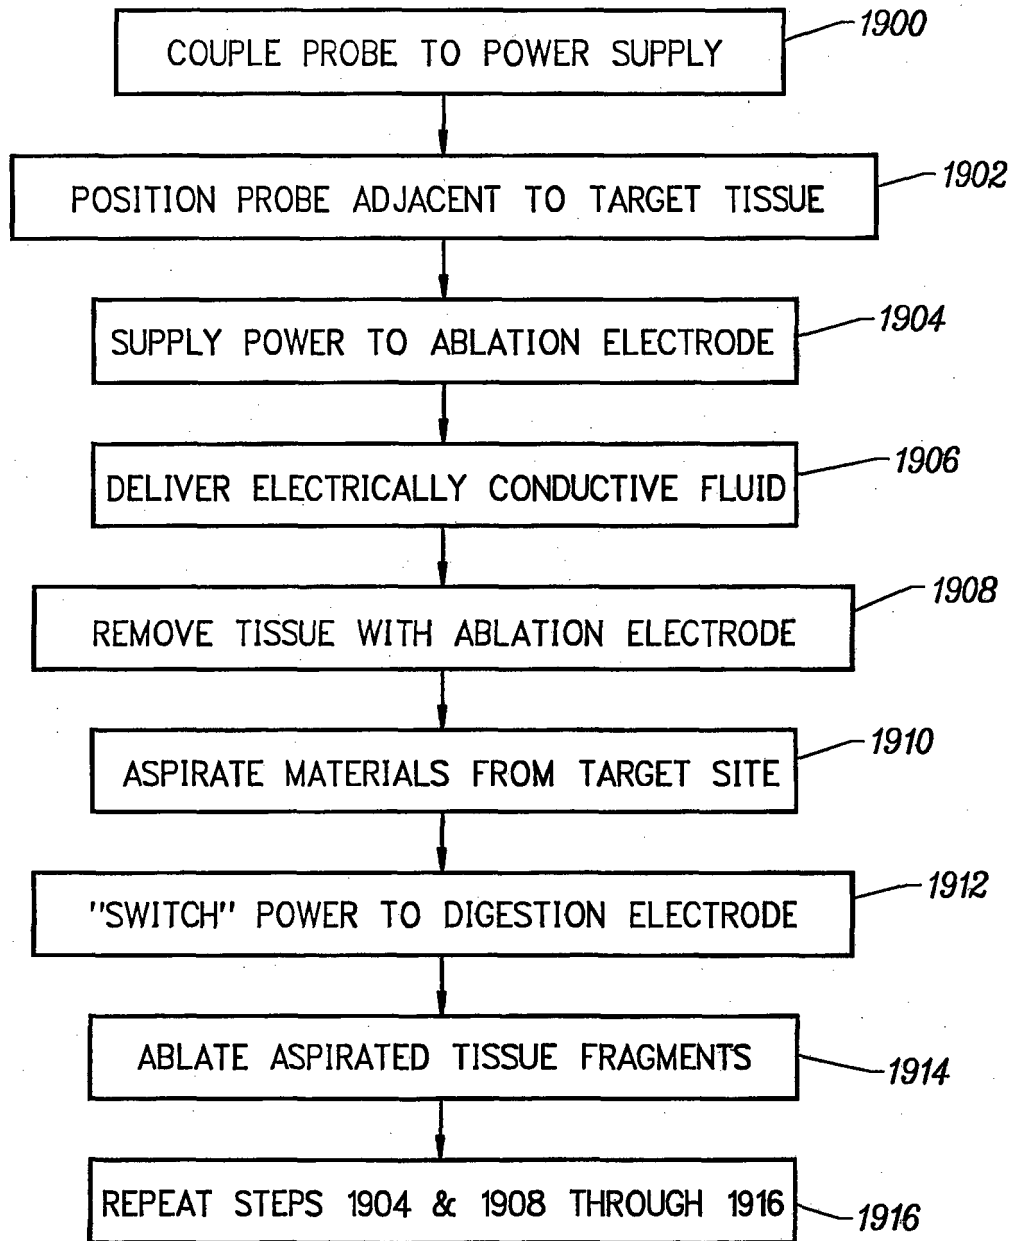 COUPLE PROBE TO POWER SUPPLY
1900
POSITION PROBE ADJACENT TO TARGET TISSUE
1902
SUPPLY POWER TO ABLATION ELECTRODE
1904
DELIVER ELECTRICALLY CONDUCTIVE FLUID
1906
REMOVE TISSUE WITH ABLATION ELECTRODE
1908
ASPIRATE MATERIALS FROM TARGET SITE
1910
"SWITCH" POWER TO DIGESTION ELECTRODE
1912
ABLATE ASPIRATED TISSUE FRAGMENTS
1914
REPEAT STEPS 1904 & 1908 THROUGH 1916
1916